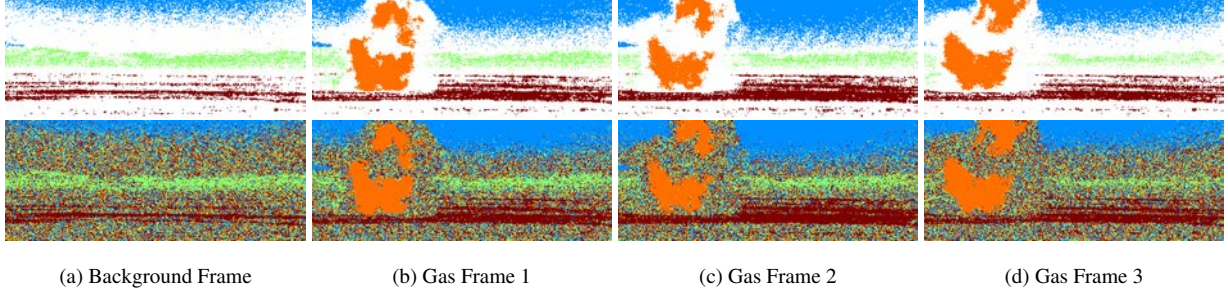 (a) Background Frame
(b) Gas Frame 1
(c) Gas Frame 2
(d) Gas Frame 3